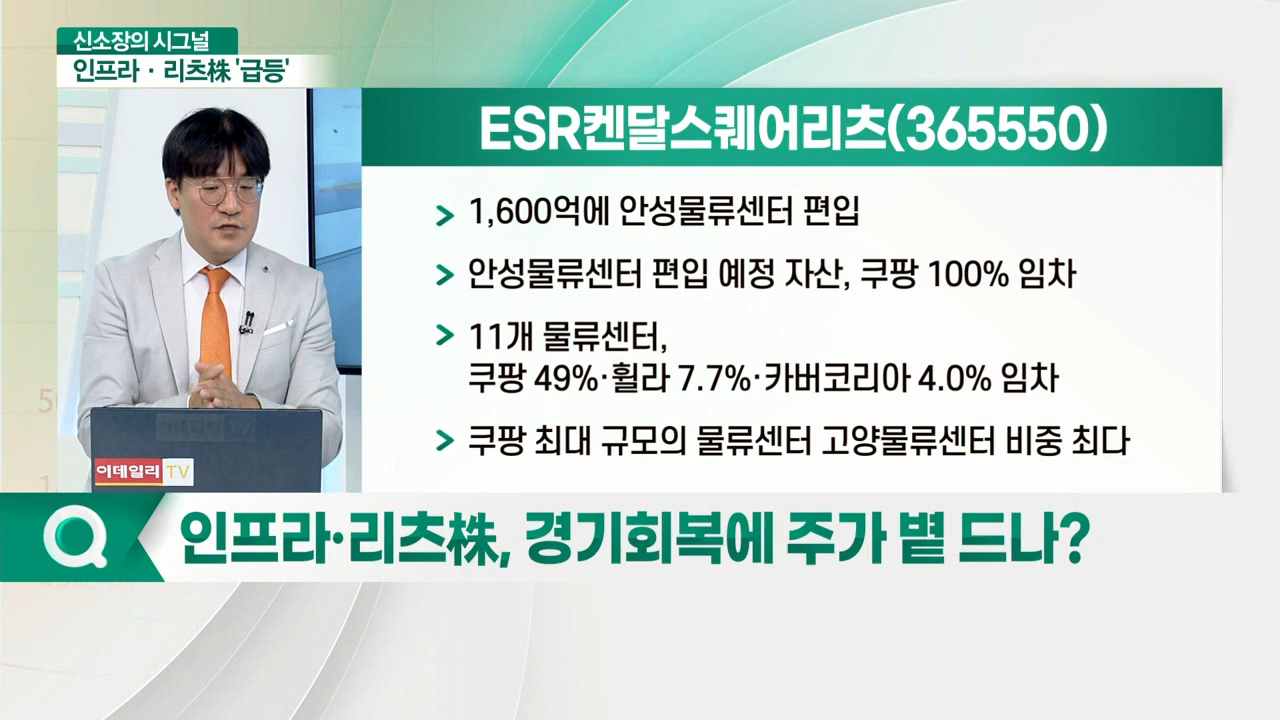 신소장의 시그널
인프라·리츠株 '급등'
ESR켄달스퀘어리츠(365550)
1,600억에 안성물류센터 편입
안성물류센터 편입 예정 자산, 쿠팡 100% 임차
11개 물류센터,
쿠팡 49%·휠라 7.7%·카버코리아 4.0% 임차
쿠팡 최대 규모의 물류센터 고양물류센터 비중 최다
이데일리 TV
이데일리 TV
Q 인프라·리츠株, 경기회복에 주가 볕 드나?